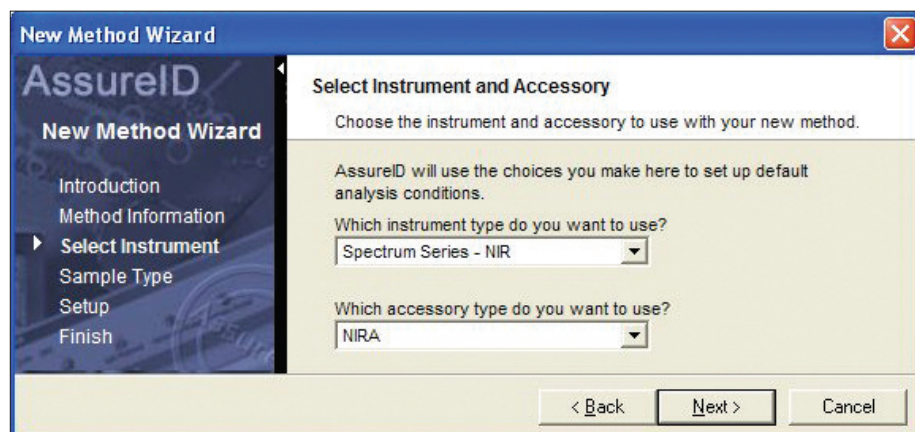 New Method Wizard
AssureID
New Method Wizard
Introduction
Method Information
Select Instrument
Sample Type
Setup
Finish
Select Instrument and Accessory
Choose the instrument and accessory to use with your new method.
AssureID will use the choices you make here to set up default
analysis conditions.
Which instrument type do you want to use?
Spectrum Series - NIR
Which accessory type do you want to use?
NIRA
< Back Next > Cancel